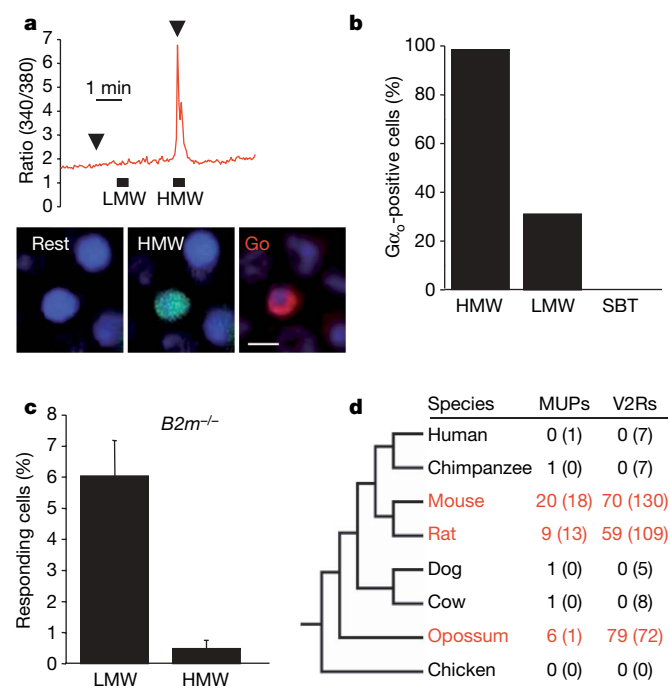 a
Ratio (340/380)
7
6
5
4
3
2
1
0
1 min
LMW HMW
Rest HMW Go
b
Gαo-positive cells (%)
100
80
60
40
20
0
HMW LMW SBT
c
B2m–/–
Responding cells (%)
8
7
6
5
4
3
2
1
0
LMW HMW
d
Species MUPs V2Rs
Human 0 (1) 0 (7)
Chimpanzee 1 (0) 0 (7)
Mouse 20 (18) 70 (130)
Rat 9 (13) 59 (109)
Dog 1 (0) 0 (5)
Cow 1 (0) 0 (8)
Opossum 6 (1) 79 (72)
Chicken 0 (0) 0 (0)